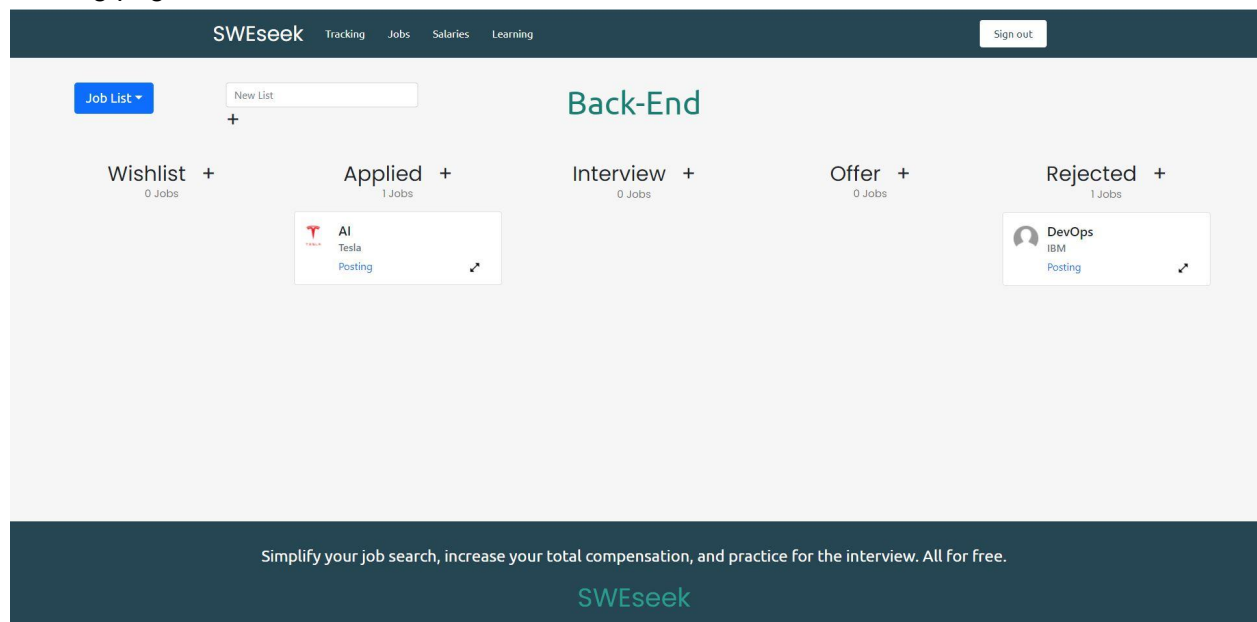 SWEseek Tracking Jobs Salaries Learning Sign out
Job List New List Back-End
+
Wishlist + Applied + Interview + Offer + Rejected +
0 Jobs 1 Jobs 0 Jobs 0 Jobs 1 Jobs
AI DevOps
Tesla IBM
Posting Posting
Simplify your job search, increase your total compensation, and practice for the interview. All for free.
SWEseek